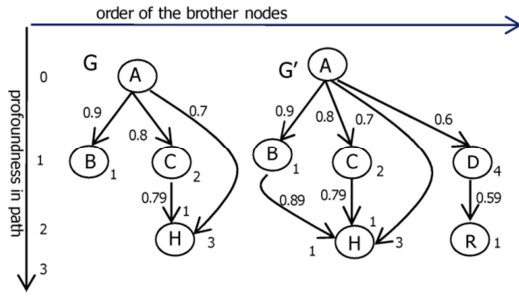 order of the brother nodes
profoundness in path
0
1
2
3
G
A
0.9
0.8
0.7
B
1
C
2
0.79
1
H
3
G'
A
0.9
0.8
0.7
0.6
B
1
C
2
D
4
0.89
0.79
0.59
1
1
H
3
R
1